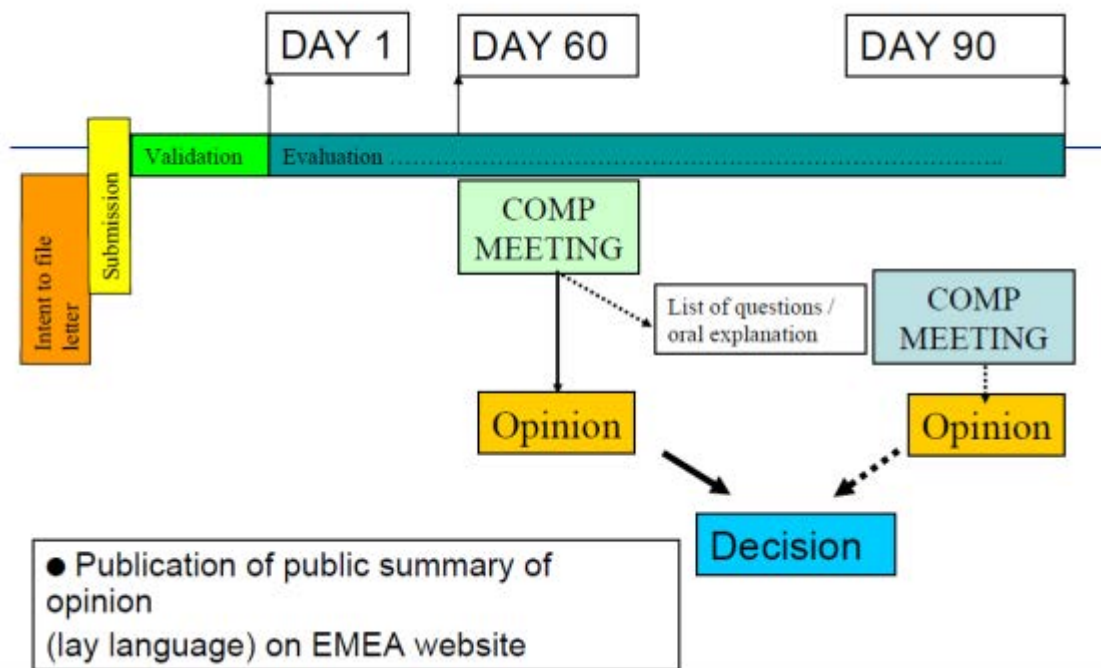 DAY 1
DAY 60
DAY 90
Validation
Evaluation ……………………………………………………………………………..
Submission
Intent to file
letter
COMP
MEETING
List of questions /
oral explanation
COMP
MEETING
Opinion
Opinion
Decision
● Publication of public summary of
opinion
(lay language) on EMEA website